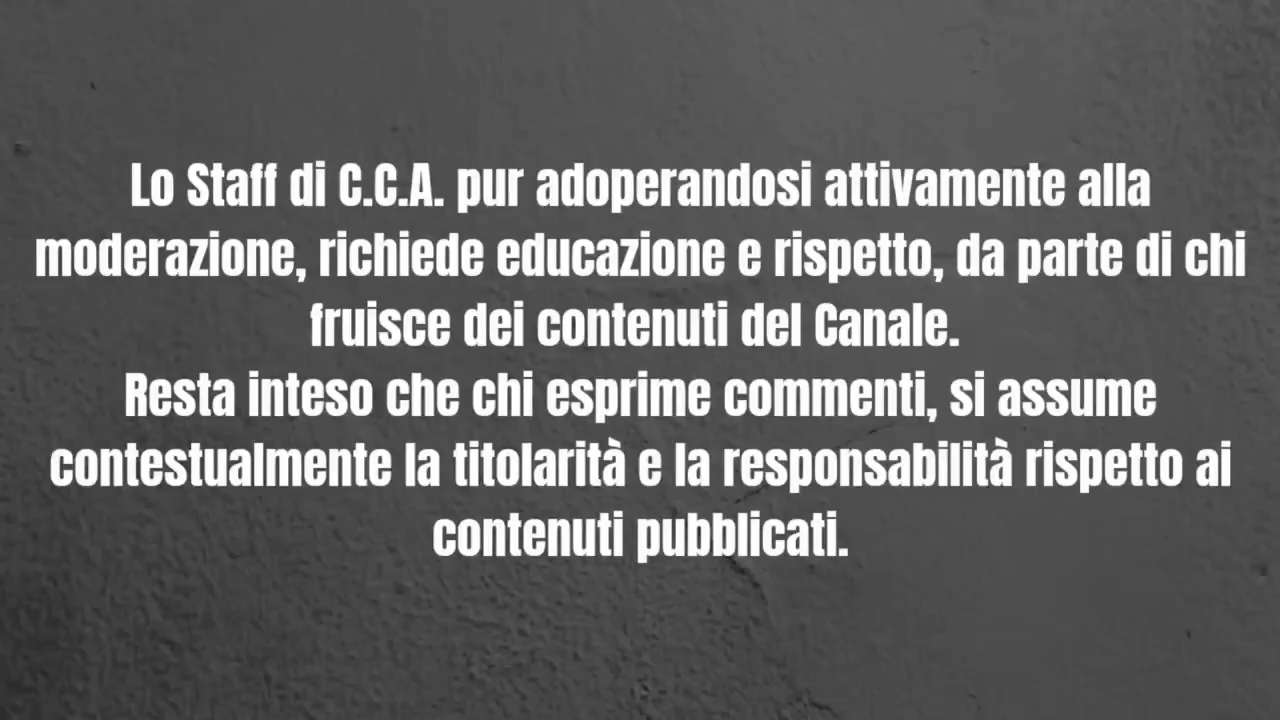 Lo Staff di C.C.A. pur adoperandosi attivamente alla
moderazione, richiede educazione e rispetto, da parte di chi
fruisce dei contenuti del Canale.
Resta inteso che chi esprime commenti, si assume
contestualmente la titolarità e la responsabilità rispetto ai
contenuti pubblicati.